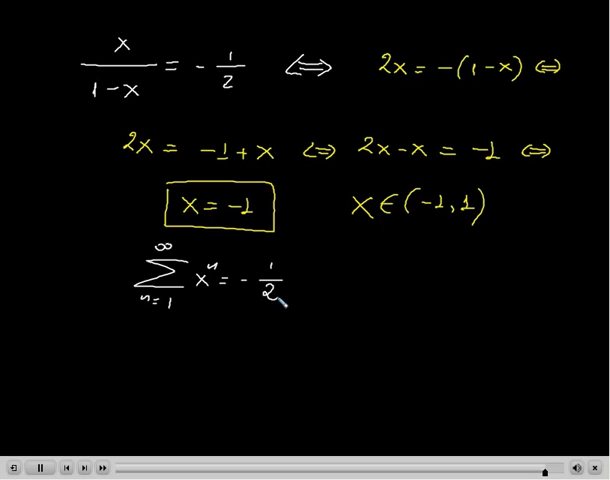 x/(1-x) = - 1/2 ⇔ 2x = -(1-x) ⇔
2x = -1+x ⇔ 2x-x = -1 ⇔
x = -1 x ∈ (-1, 1)
∑_{n=1}^{∞} x^n = - 1/2